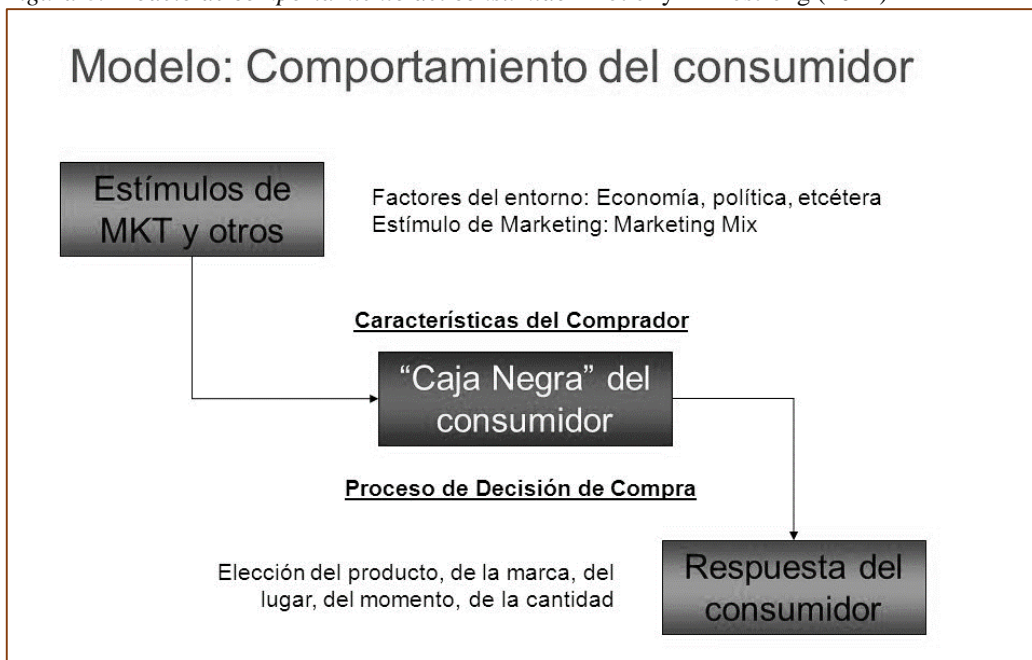 Modelo: Comportamiento del consumidor
Estímulos de
MKT y otros
Factores del entorno: Economía, política, etcétera
Estímulo de Marketing: Marketing Mix
Características del Comprador
“Caja Negra” del
consumidor
Proceso de Decisión de Compra
Elección del producto, de la marca, del
lugar, del momento, de la cantidad
Respuesta del
consumidor